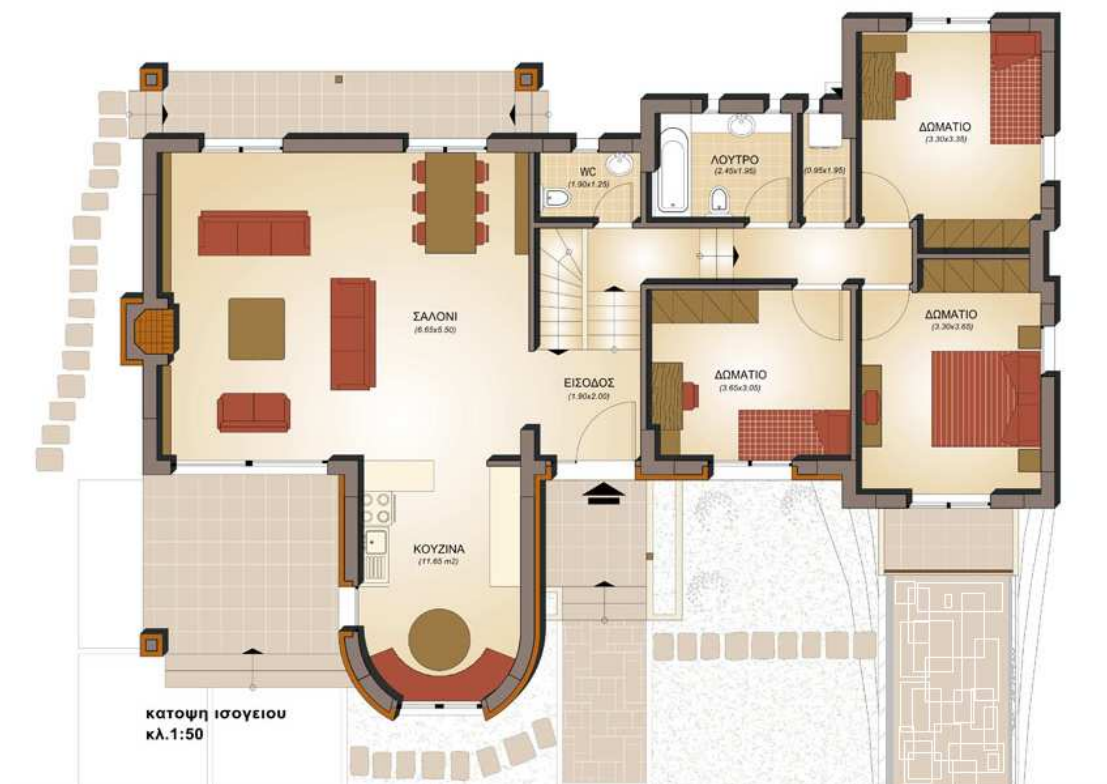 ΔΩΜΑΤΙΟ
(3.30x3.35)
ΛΟΥΤΡΟ
(2.45x1.95)
(0.95x1.95)
WC
(1.90x1.25)
ΣΑΛΟΝΙ
(6.65x5.50)
ΔΩΜΑΤΙΟ
(3.30x3.65)
ΕΙΣΟΔΟΣ
(1.90x2.00)
ΔΩΜΑΤΙΟ
(3.65x3.05)
ΚΟΥΖΙΝΑ
(11.65 m2)
κατοψη ισογειου
κλ.1:50